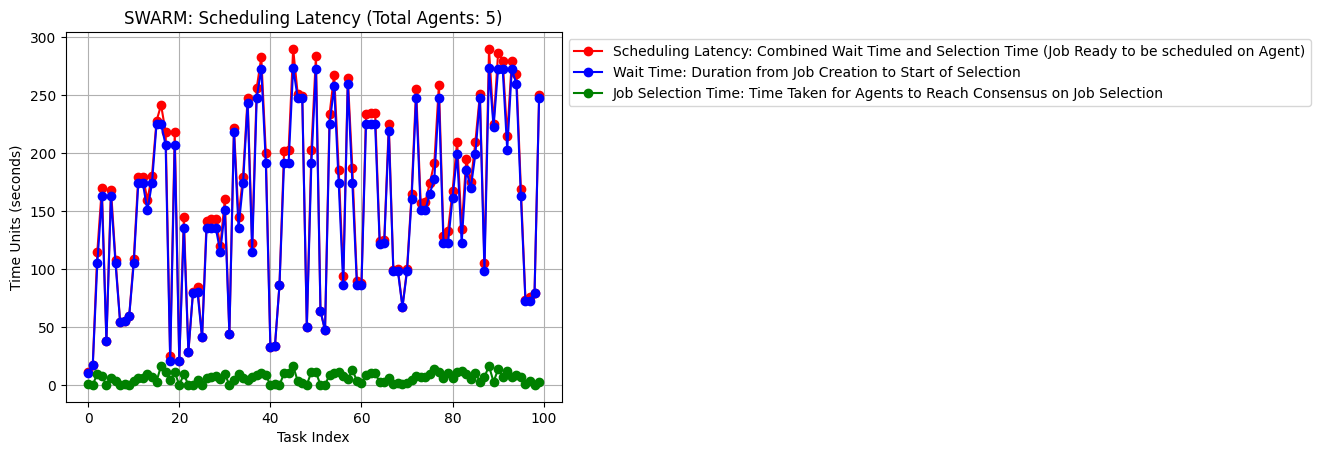 SWARM: Scheduling Latency (Total Agents: 5)
Time Units (seconds)
300
250
200
150
100
50
0
0 20 40 60 80 100
Task Index
Scheduling Latency: Combined Wait Time and Selection Time (Job Ready to be scheduled on Agent)
Wait Time: Duration from Job Creation to Start of Selection
Job Selection Time: Time Taken for Agents to Reach Consensus on Job Selection